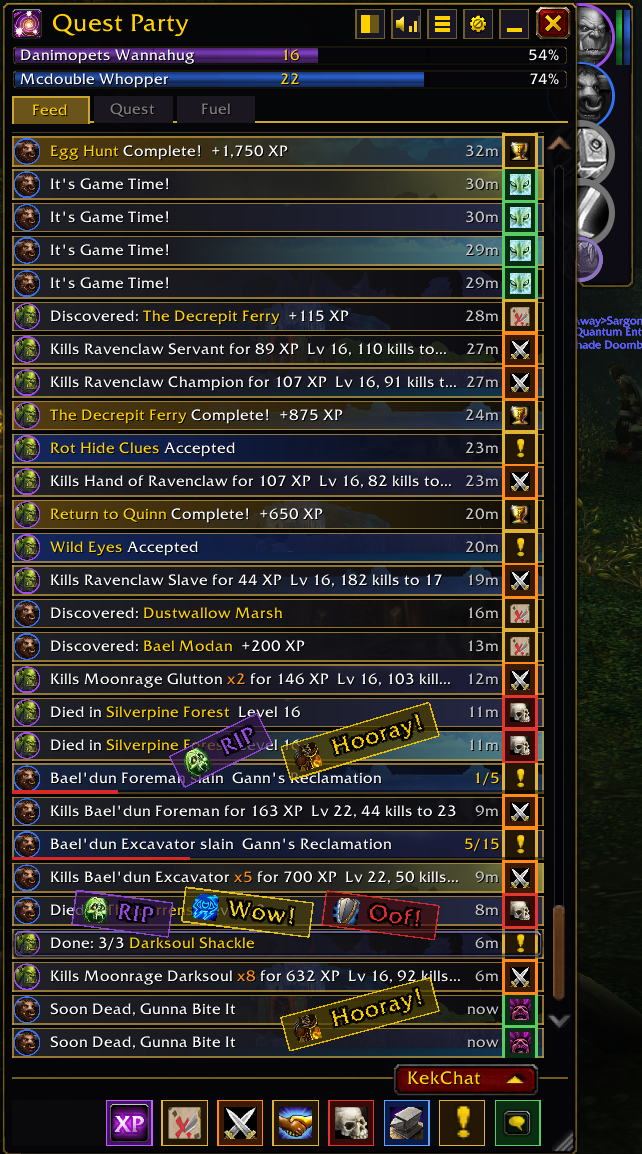 Quest Party
Danimopets Wannahug 16 54%
Mcdouble Whopper 22 74%
Feed Quest Fuel
Egg Hunt Complete! +1,750 XP 32m
It's Game Time! 30m
It's Game Time! 30m
It's Game Time! 29m
It's Game Time! 29m
Discovered: The Decrepit Ferry +115 XP 28m
Kills Ravenclaw Servant for 89 XP Lv 16, 110 kills to... 27m
Kills Ravenclaw Champion for 107 XP Lv 16, 91 kills t... 27m
The Decrepit Ferry Complete! +875 XP 24m
Rot Hide Clues Accepted 23m
Kills Hand of Ravenclaw for 107 XP Lv 16, 82 kills to... 23m
Return to Quinn Complete! +650 XP 20m
Wild Eyes Accepted 20m
Kills Ravenclaw Slave for 44 XP Lv 16, 182 kills to 17 19m
Discovered: Dustwallow Marsh 16m
Discovered: Bael Modan +200 XP 13m
Kills Moonrage Glutton x2 for 146 XP Lv 16, 103 kill... 12m
Died in Silverpine Forest Level 16 11m
Died in Silverpine Forest Level 16 11m
RIP
Hooray!
Bael'dun Foreman slain Gann's Reclamation 1/5
Kills Bael'dun Foreman for 163 XP Lv 22, 44 kills to 23 9m
Bael'dun Excavator slain Gann's Reclamation 5/15
Kills Bael'dun Excavator x5 for 700 XP Lv 22, 50 kills... 9m
Died 8m
RIP
Wow!
Oof!
Done: 3/3 Darksoul Shackle 6m
Kills Moonrage Darksoul x8 for 632 XP Lv 16, 92 kills... 6m
Soon Dead, Gunna Bite It now
Hooray!
Soon Dead, Gunna Bite It now
KekChat
XP
way>Sargon
Quantum Ent
made Doomb